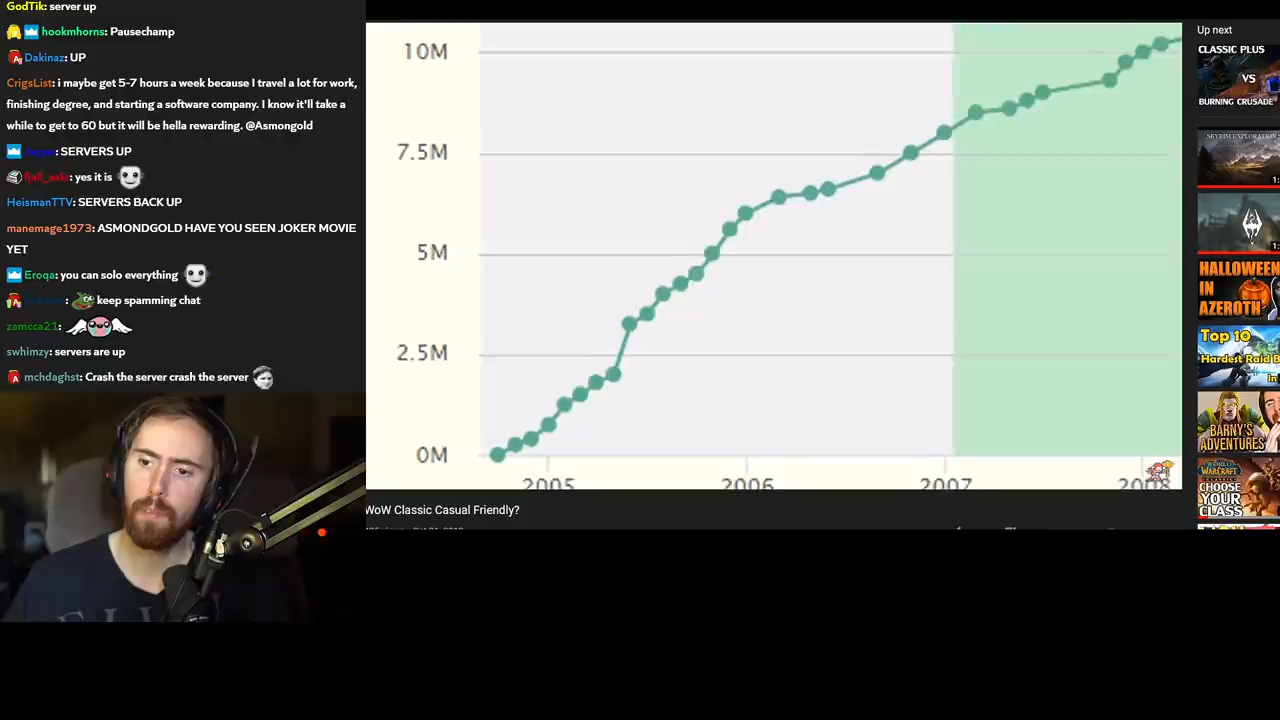 GodTik: server up
hookmhorns: Pausechamp
Dakinaz: UP
CrigsList: i maybe get 5-7 hours a week because I travel a lot for work,
finishing degree, and starting a software company. I know it'll take a
while to get to 60 but it will be hella rewarding. @Asmongold
: SERVERS UP
: yes it is
HeismanTTV: SERVERS BACK UP
manemage1973: ASMONDGOLD HAVE YOU SEEN JOKER MOVIE
YET
Eroqa: you can solo everything
: keep spamming chat
zamcca21:
swhimzy: servers are up
mchdaghst: Crash the server crash the server
10M
7.5M
5M
2.5M
0M
2005
2006
2007
2008
WoW Classic Casual Friendly?
Up next
CLASSIC PLUS
VS
BURNING CRUSADE
SKYRIM EXPLORATION
HALLOWEEN
IN
AZEROTH
Top 10
Hardest Raid B
In
BARNY'S
ADVENTURES
WARCRAFT
CHOOSE
YOUR
CLASS